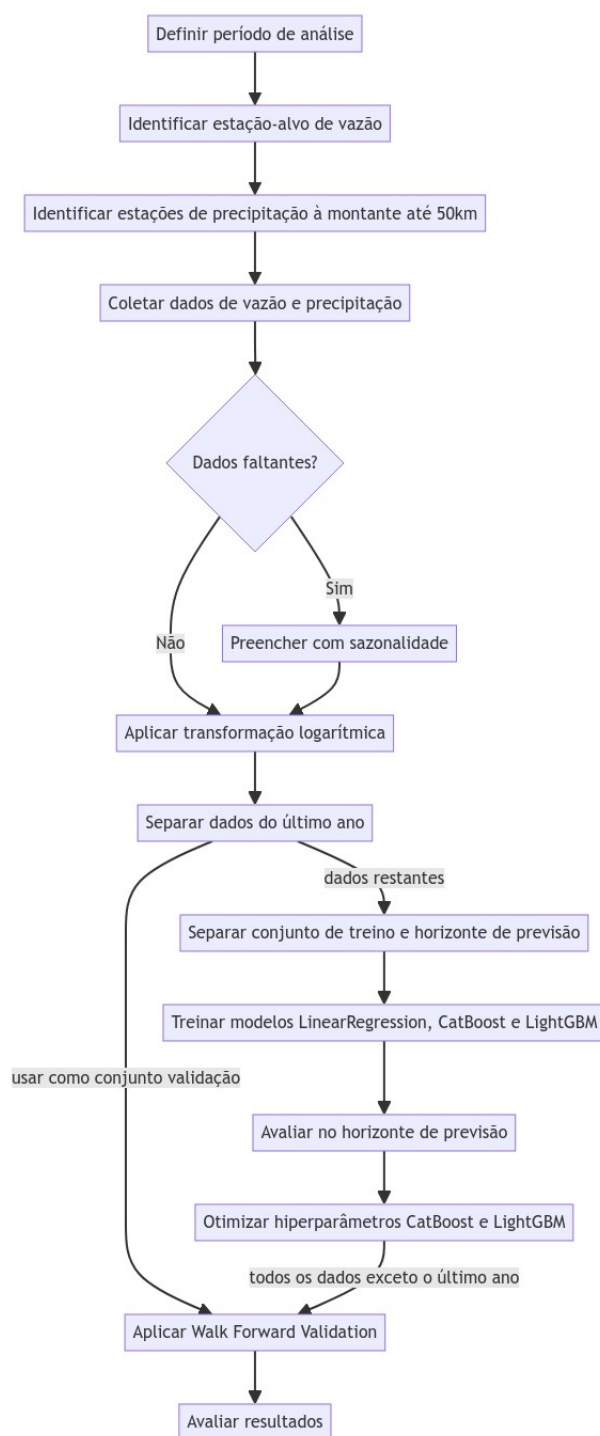 Definir período de análise
Identificar estação-alvo de vazão
Identificar estações de precipitação à montante até 50km
Coletar dados de vazão e precipitação
Dados faltantes?
Sim
Não
Preencher com sazonalidade
Aplicar transformação logarítmica
Separar dados do último ano
dados restantes
Separar conjunto de treino e horizonte de previsão
Treinar modelos LinearRegression, CatBoost e LightGBM
usar como conjunto validação
Avaliar no horizonte de previsão
Otimizar hiperparâmetros CatBoost e LightGBM
todos os dados exceto o último ano
Aplicar Walk Forward Validation
Avaliar resultados